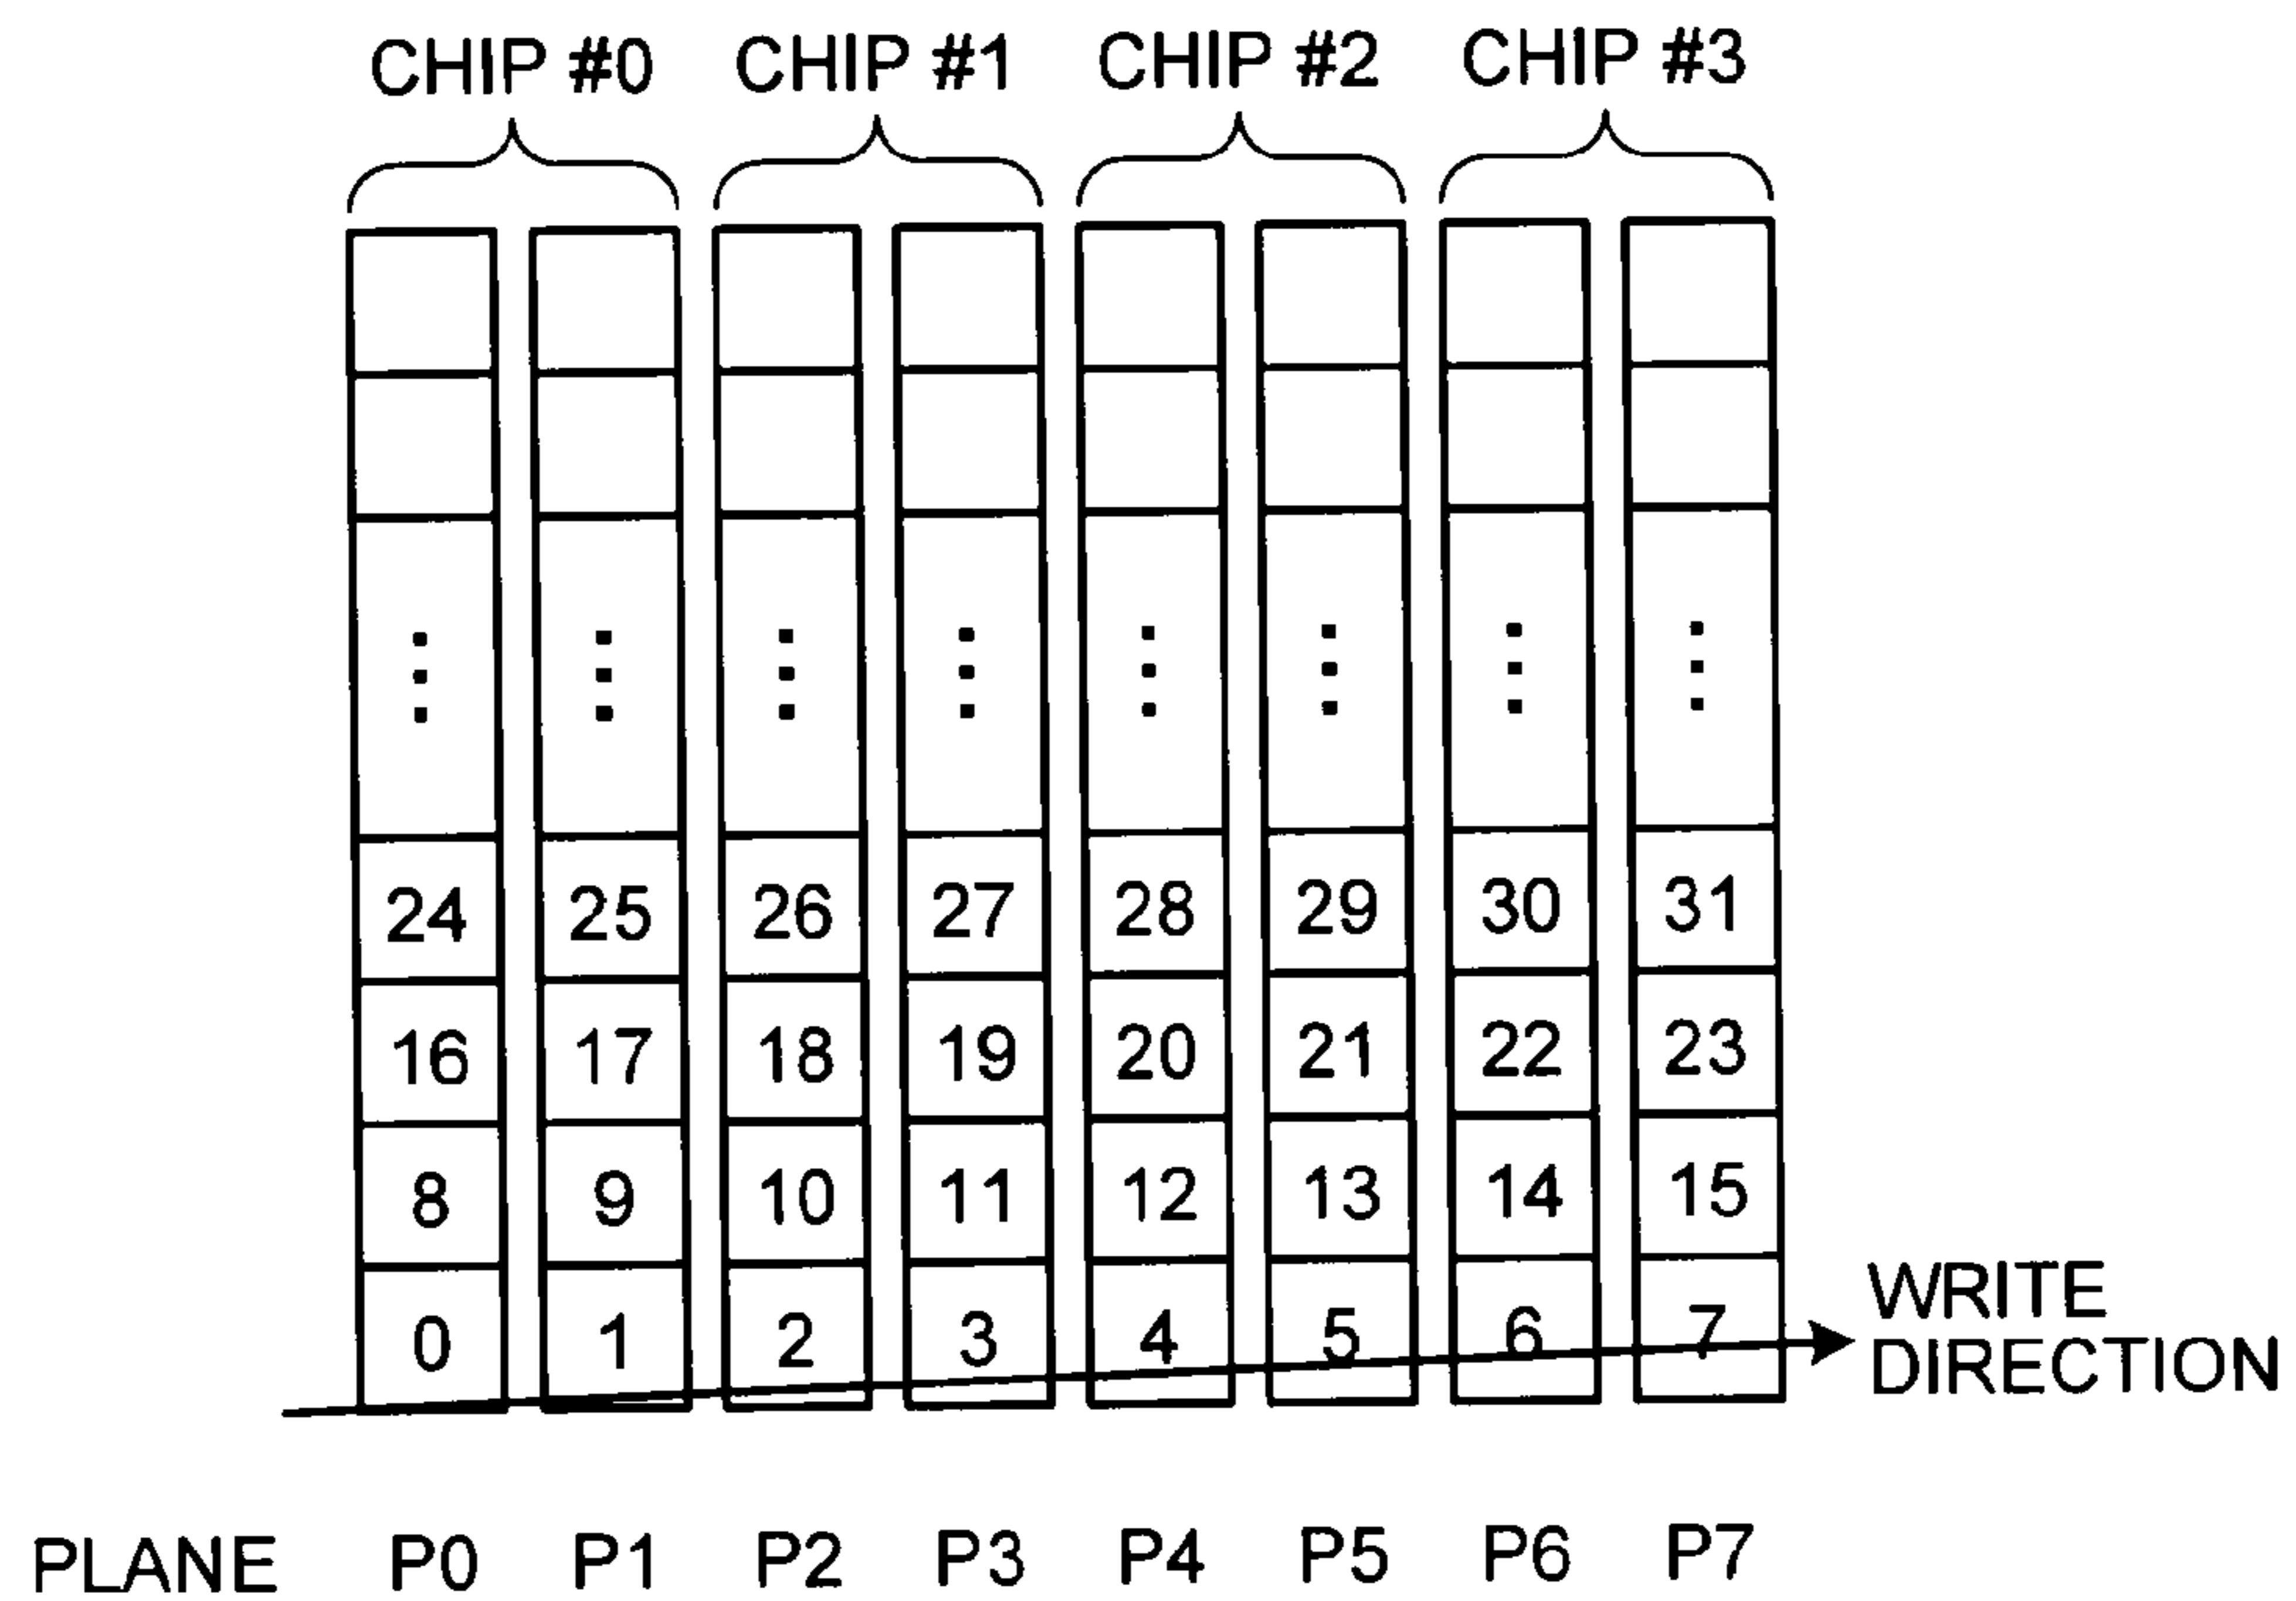 CHIP #0 CHIP #1 CHIP #2 CHIP #3
24 25 26 27 28 29 30 31
16 17 18 19 20 21 22 23
8 9 10 11 12 13 14 15
0 1 2 3 4 5 6 7
WRITE
DIRECTION
PLANE P0 P1 P2 P3 P4 P5 P6 P7